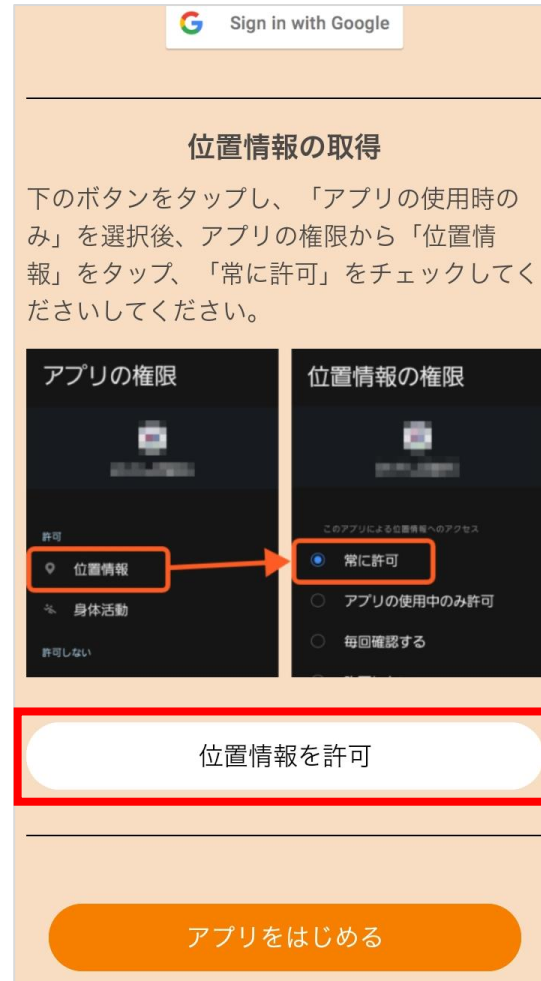 Sign in with Google
位置情報の取得
下のボタンをタップし、「アプリの使用時の
み」を選択後、アプリの権限から「位置情
報」をタップ、「常に許可」をチェックしてく
ださいしてください。
アプリの権限
許可
位置情報
身体活動
許可しない
位置情報の権限
このアプリによる位置情報へのアクセス
常に許可
アプリの使用中のみ許可
毎回確認する
位置情報を許可
アプリをはじめる